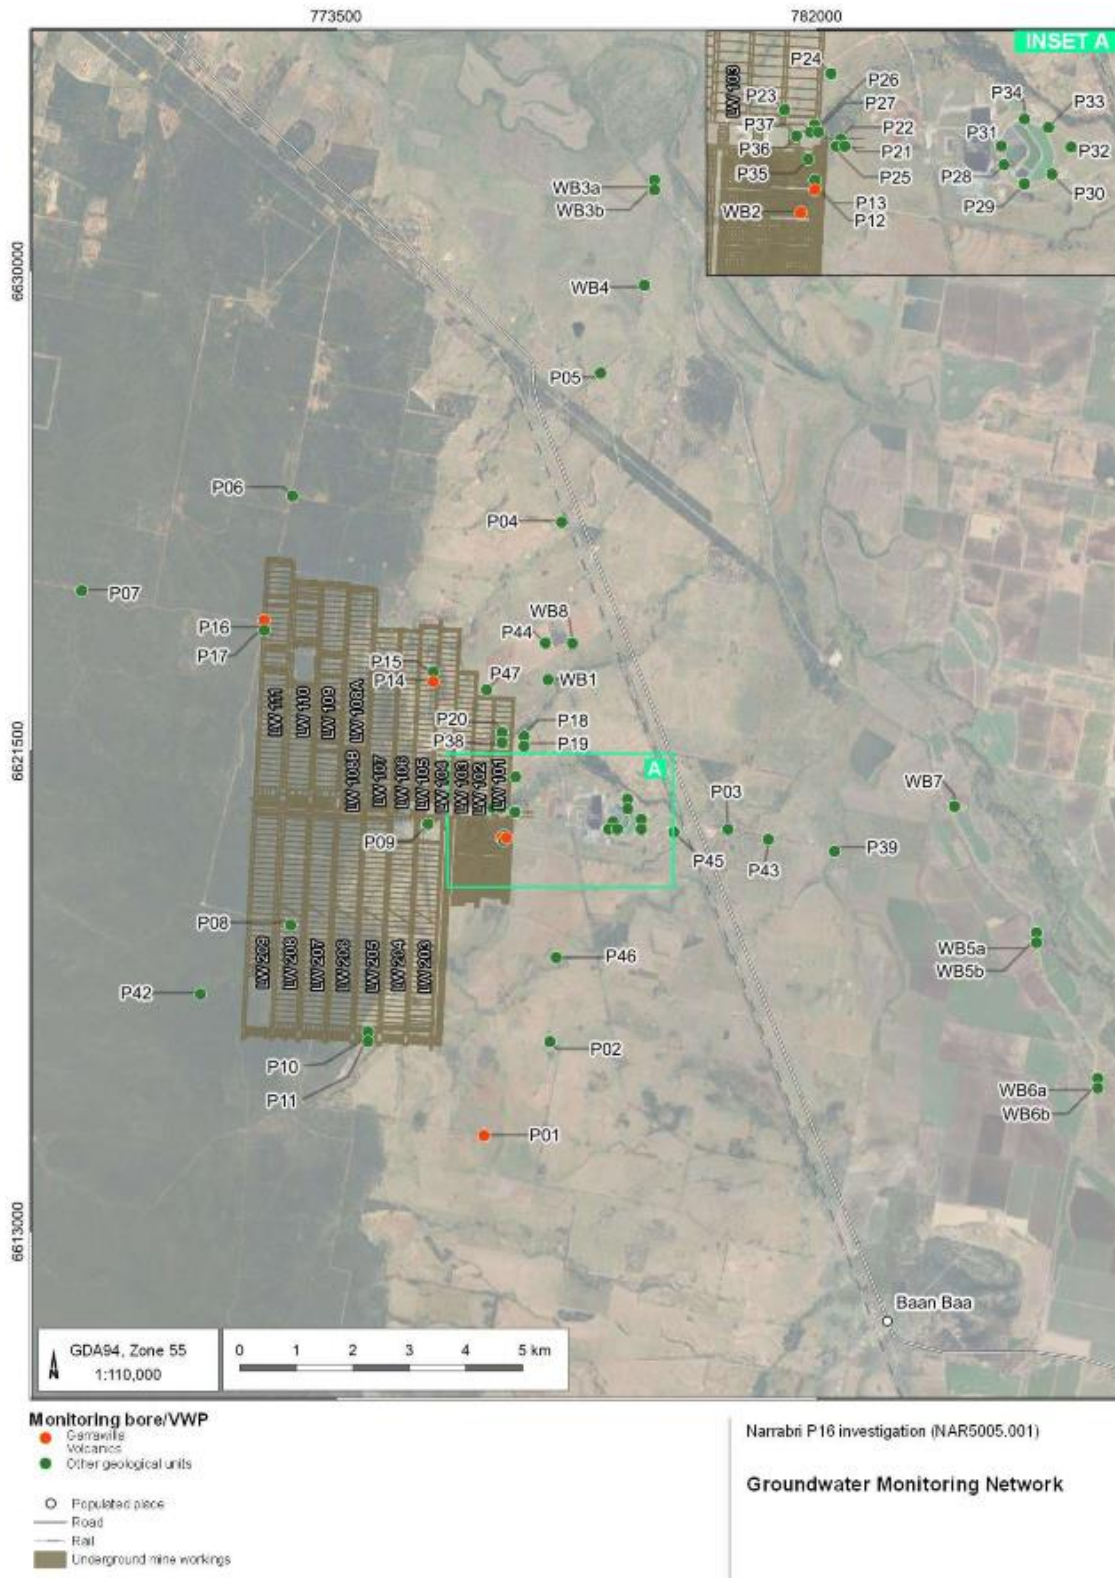 773500
782000
INSET A
P24
P26
P27
P23
P37
P36
P35
P22
P21
P25
P13
P12
WB2
LW 103
P34
P33
P31
P32
P28
P30
P29
WB3a
WB3b
6630000
WB4
P05
P06
P04
P07
P16
P17
P44
WB8
P15
P14
P47
WB1
P20
P38
P18
P19
6621500
LW 111
LW 110
LW 109
LW 108A
LW 108B
LW 107
LW 106
LW 105
LW 104
LW 103
LW 102
LW 101
A
P03
WB7
P09
P45
P43
P39
P08
LW 209
LW 208
LW 207
LW 206
LW 205
LW 204
LW 203
P46
WB5a
WB5b
P42
P02
P10
P11
WB6a
WB6b
P01
6613000
Baan Baa
N
GDA94, Zone 55
1:110,000
0 1 2 3 4 5 km
Monitoring bore/VWP
Garrawilla
Volcanics
Other geological units
Populated place
Road
Rail
Underground mine workings
Narrabri P16 investigation (NAR5005.001)
Groundwater Monitoring Network